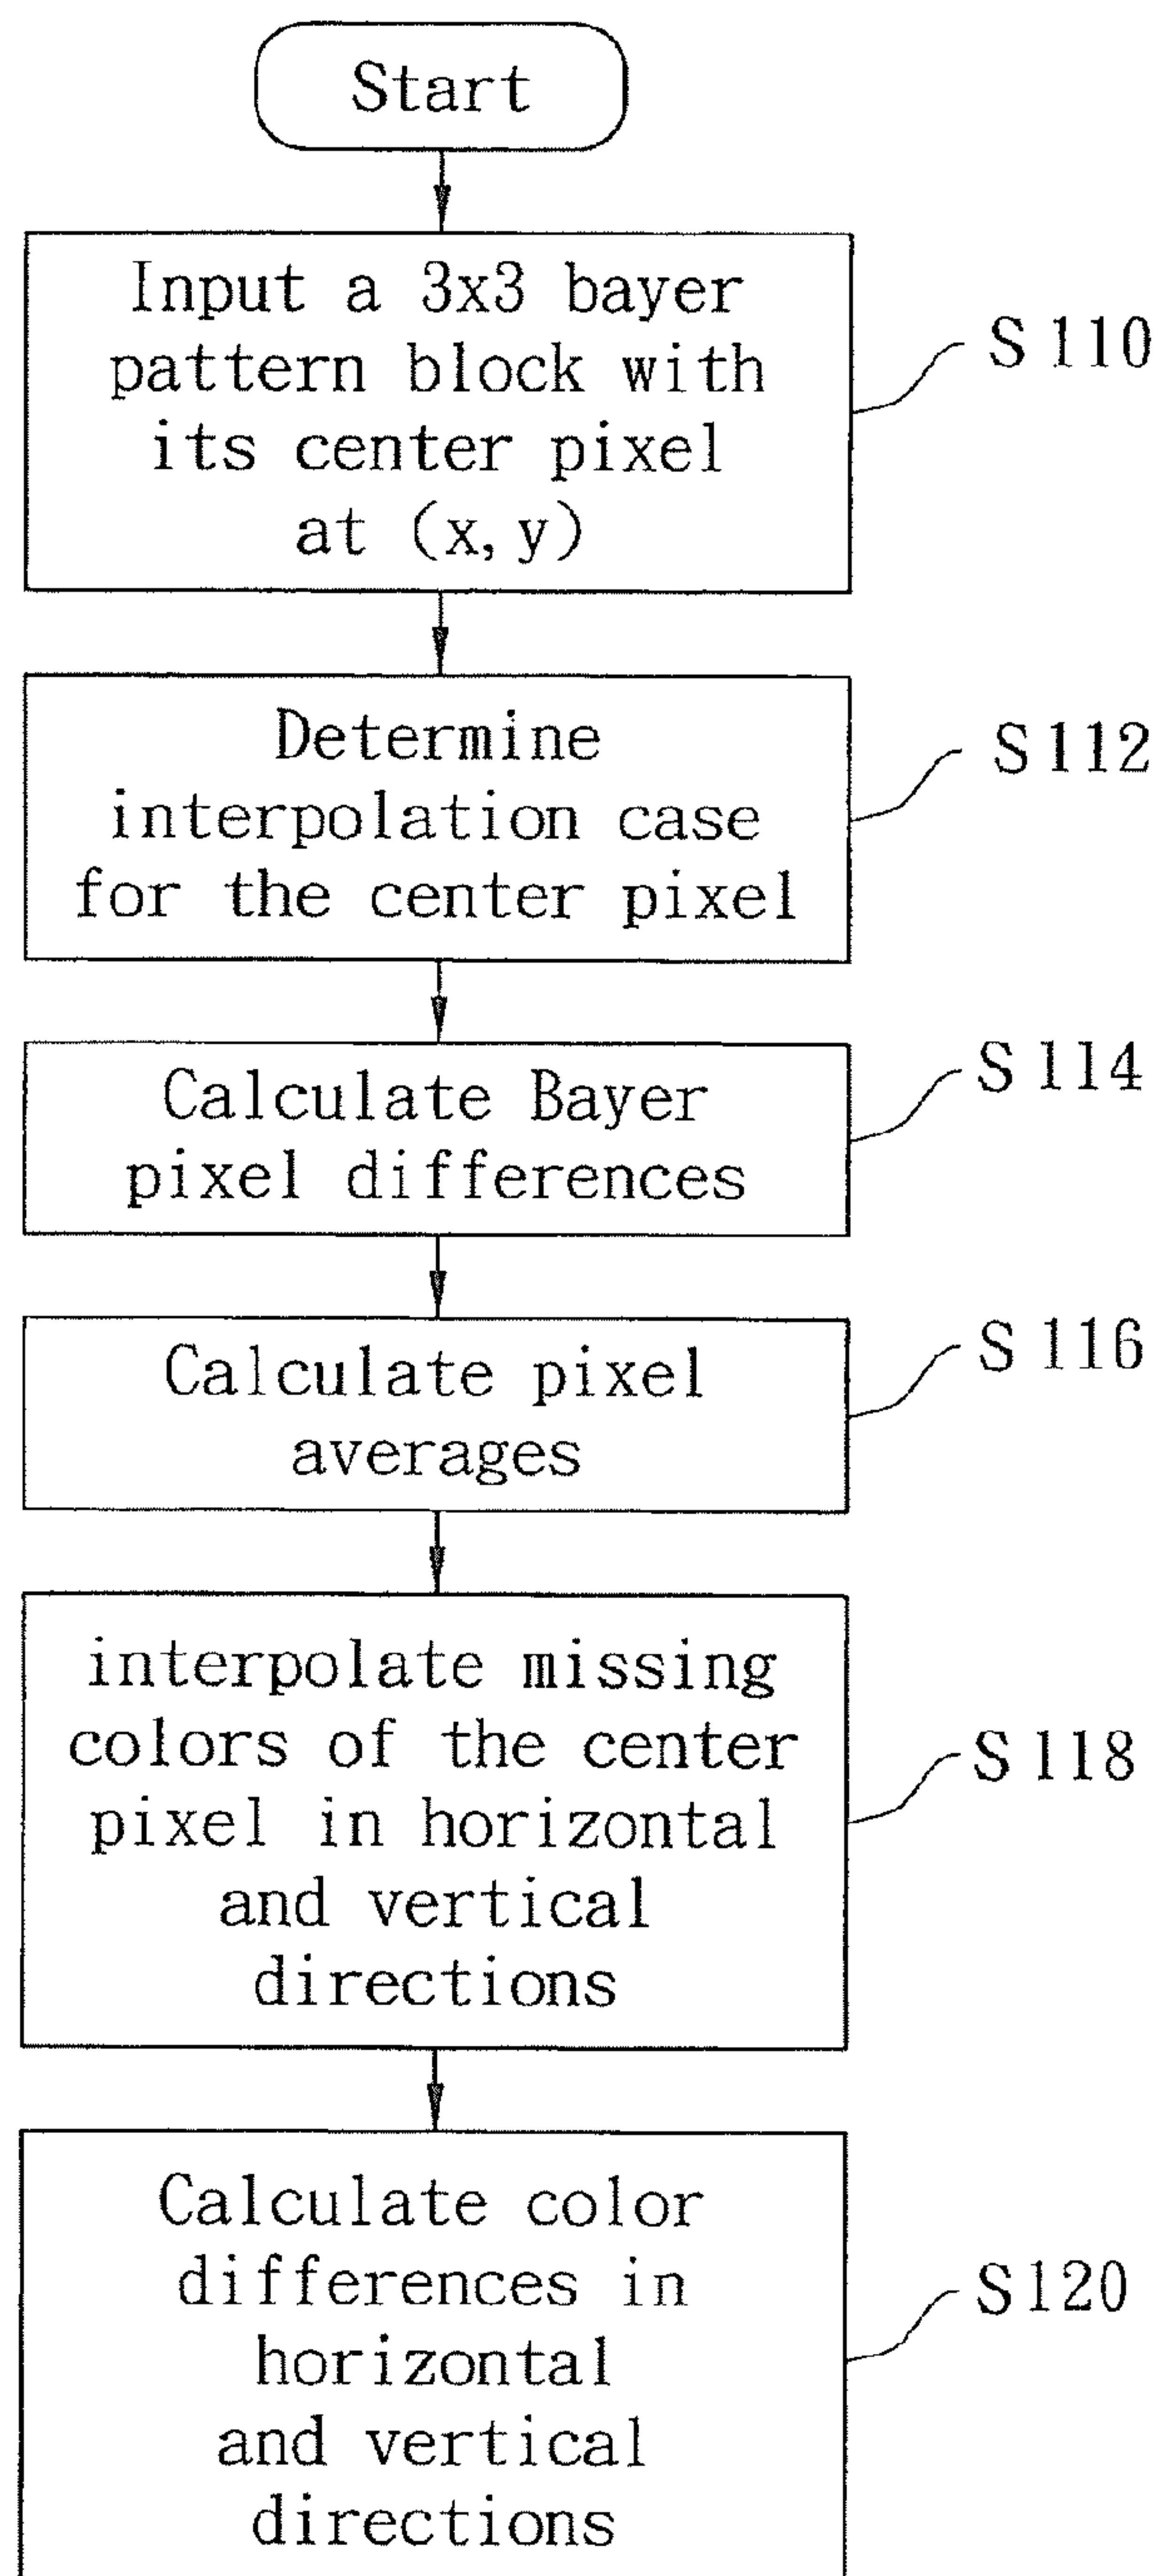 Start
Input a 3x3 bayer
pattern block with
its center pixel
at (x,y)
S110
Determine
interpolation case
for the center pixel
S112
Calculate Bayer
pixel differences
S114
Calculate pixel
averages
S116
interpolate missing
colors of the center
pixel in horizontal
and vertical
directions
S118
Calculate color
differences in
horizontal
and vertical
directions
S120